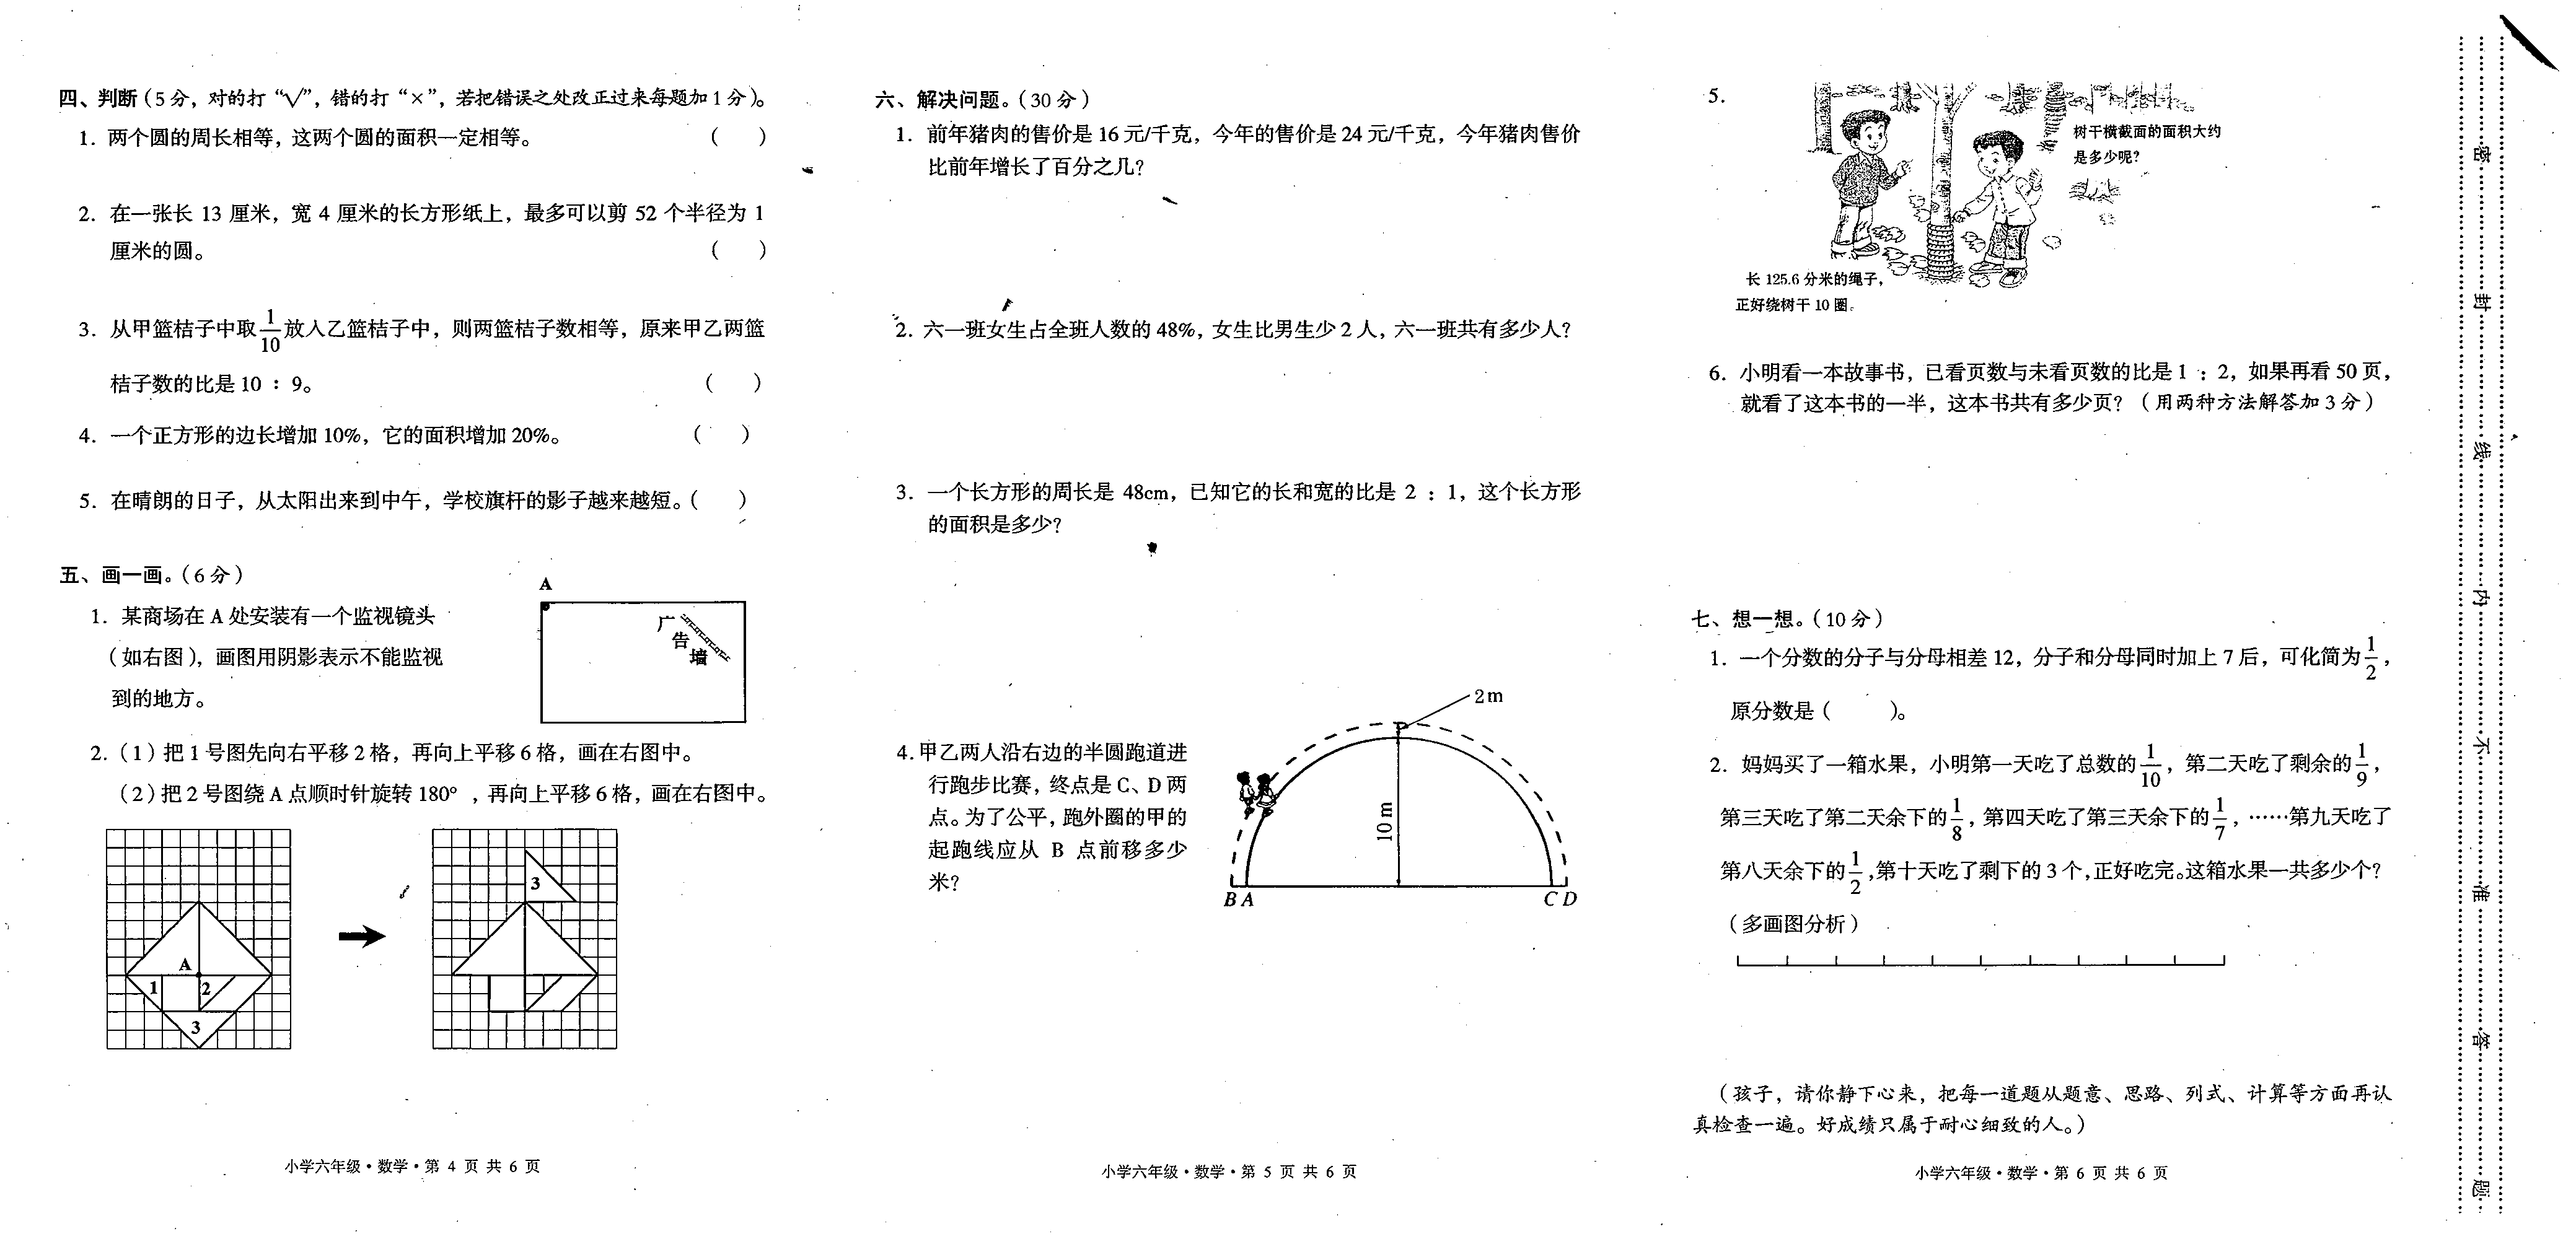 四、判断（5分，对的打“√”，错的打“×”，若把错误之处改正过来每题加1分）。
1. 两个圆的周长相等，这两个圆的面积一定相等。（ ）
2. 在一张长 13 厘米，宽 4 厘米的长方形纸上，最多可以剪 52 个半径为 1
厘米的圆。（ ）
3. 从甲篮桔子中取1/10放入乙篮桔子中，则两篮桔子数相等，原来甲乙两篮
桔子数的比是 10 ：9。（ ）
4. 一个正方形的边长增加 10%，它的面积增加 20%。（ ）
5. 在晴朗的日子，从太阳出来到中午，学校旗杆的影子越来越短。（ ）
五、画一画。（6分）
1. 某商场在 A 处安装有一个监视镜头
（如右图），画图用阴影表示不能监视
到的地方。
A
广
告
墙
2.（1）把1号图先向右平移2格，再向上平移6格，画在右图中。
（2）把2号图绕A点顺时针旋转180°，再向上平移6格，画在右图中。
A
1
2
3
3
小学六年级·数学·第 4 页 共 6 页
六、解决问题。（30分）
1. 前年猪肉的售价是16元/千克，今年的售价是24元/千克，今年猪肉售价
比前年增长了百分之几？
2. 六一班女生占全班人数的48%，女生比男生少2人，六一班共有多少人？
3. 一个长方形的周长是 48cm，已知它的长和宽的比是 2 ：1，这个长方形
的面积是多少？
4.甲乙两人沿右边的半圆跑道进
行跑步比赛，终点是C、D两
点。为了公平，跑外圈的甲的
起跑线应从 B 点前移多少
米？
2m
10 m
B A
C D
小学六年级·数学·第 5 页 共 6 页
5.
树干横截面的面积大约
是多少呢？
长 125.6 分米的绳子，
正好绕树干 10 圈。
6. 小明看一本故事书，已看页数与未看页数的比是1 ：2，如果再看50页，
就看了这本书的一半，这本书共有多少页？（用两种方法解答加3分）
七、想一想。（10分）
1. 一个分数的分子与分母相差12，分子和分母同时加上7后，可化简为1/2，
原分数是（ ）。
2. 妈妈买了一箱水果，小明第一天吃了总数的1/10，第二天吃了剩余的1/9，
第三天吃了第二天余下的1/8，第四天吃了第三天余下的1/7，……第九天吃了
第八天余下的1/2，第十天吃了剩下的3个，正好吃完。这箱水果一共多少个？
（多画图分析）
（孩子，请你静下心来，把每一道题从题意、思路、列式、计算等方面再认
真检查一遍。好成绩只属于耐心细致的人。）
小学六年级·数学·第 6 页 共 6 页
密
封
线
内
不
准
答
题